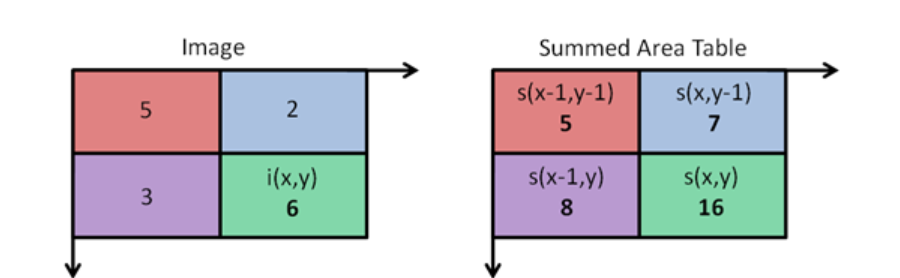 Image
5
2
3
i(x,y)
6
Summed Area Table
s(x-1,y-1)
5
s(x,y-1)
7
s(x-1,y)
8
s(x,y)
16